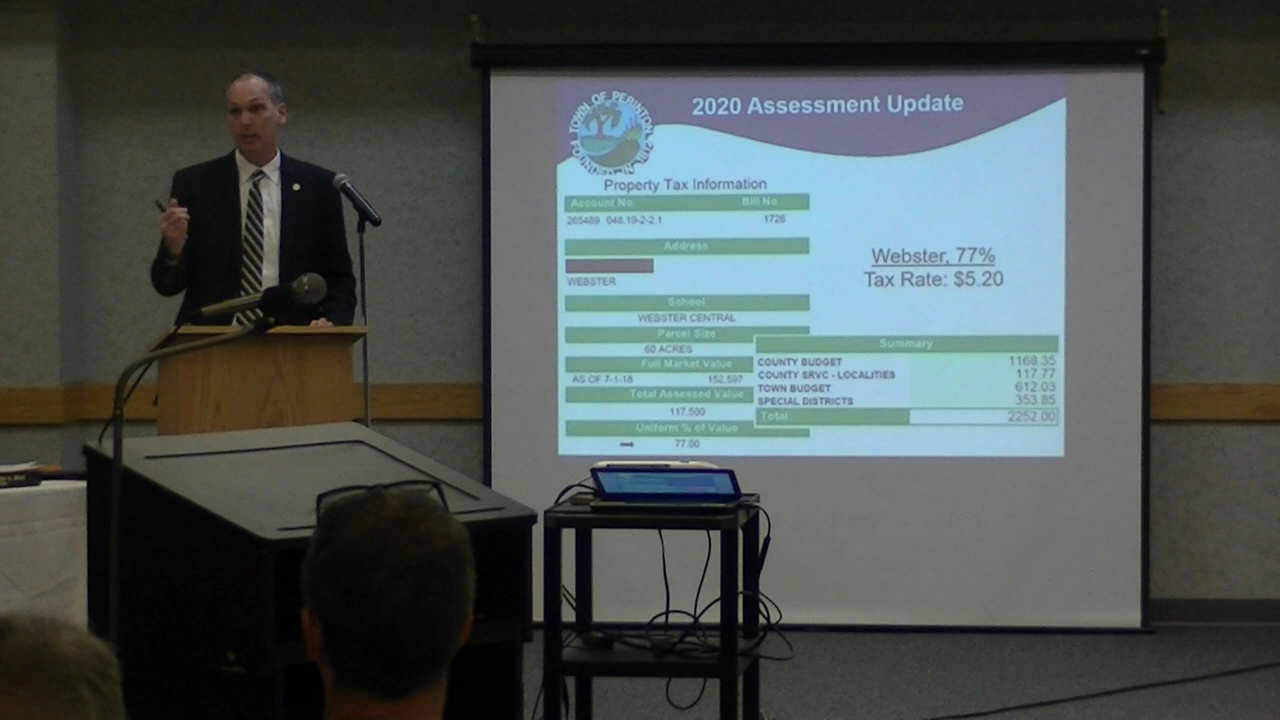 2020 Assessment Update
TOWN OF PERINTON
FOUNDED IN 1812
Property Tax Information
Account No. Bill No.
265489 048.19-2-2.1 1726
Address
WEBSTER
School
WEBSTER CENTRAL
Parcel Size
.60 ACRES
Full Market Value
AS OF 7-1-18 152,597
Total Assessed Value
117,500
Uniform % of Value
77.00
Webster, 77%
Tax Rate: $5.20
Summary
COUNTY BUDGET 1168.35
COUNTY SRVC - LOCALITIES 117.77
TOWN BUDGET 612.03
SPECIAL DISTRICTS 353.85
Total 2252.00